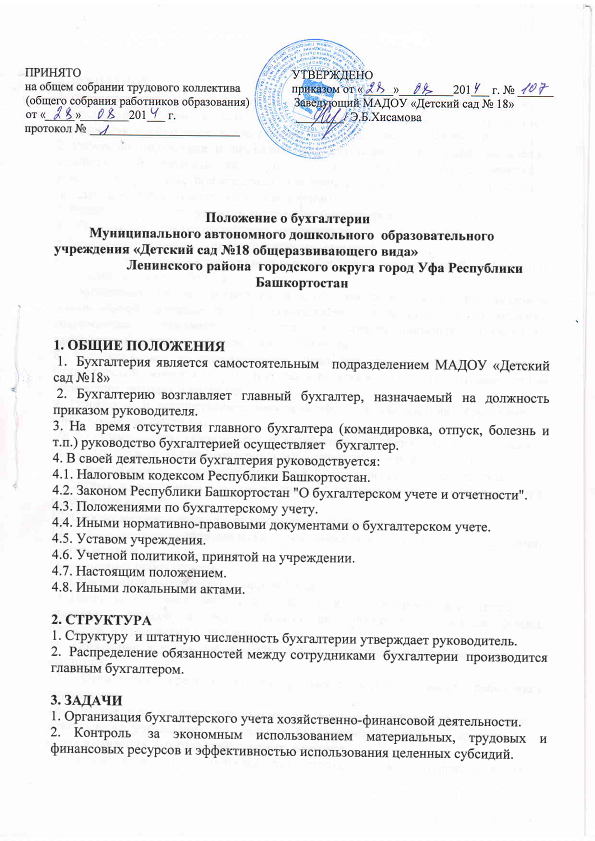 ПРИНЯТО
на общем собрании трудового коллектива
(общего собрания работников образования)
от « 28 » 08 2014 г.
протокол № 1
УТВЕРЖДЕНО
приказом от « 28 » 08 2014 г. № 107
Заведующий МАДОУ «Детский сад № 18»
Э.Б.Хисамова
Положение о бухгалтерии
Муниципального автономного дошкольного образовательного
учреждения «Детский сад №18 общеразвивающего вида»
Ленинского района городского округа город Уфа Республики
Башкортостан
1. ОБЩИЕ ПОЛОЖЕНИЯ
1. Бухгалтерия является самостоятельным подразделением МАДОУ «Детский
сад №18»
2. Бухгалтерию возглавляет главный бухгалтер, назначаемый на должность
приказом руководителя.
3. На время отсутствия главного бухгалтера (командировка, отпуск, болезнь и
т.п.) руководство бухгалтерией осуществляет бухгалтер.
4. В своей деятельности бухгалтерия руководствуется:
4.1. Налоговым кодексом Республики Башкортостан.
4.2. Законом Республики Башкортостан "О бухгалтерском учете и отчетности".
4.3. Положениями по бухгалтерскому учету.
4.4. Иными нормативно-правовыми документами о бухгалтерском учете.
4.5. Уставом учреждения.
4.6. Учетной политикой, принятой на учреждении.
4.7. Настоящим положением.
4.8. Иными локальными актами.
2. СТРУКТУРА
1. Структуру и штатную численность бухгалтерии утверждает руководитель.
2. Распределение обязанностей между сотрудниками бухгалтерии производится
главным бухгалтером.
3. ЗАДАЧИ
1. Организация бухгалтерского учета хозяйственно-финансовой деятельности.
2. Контроль за экономным использованием материальных, трудовых и
финансовых ресурсов и эффективностью использования целенных субсидий.